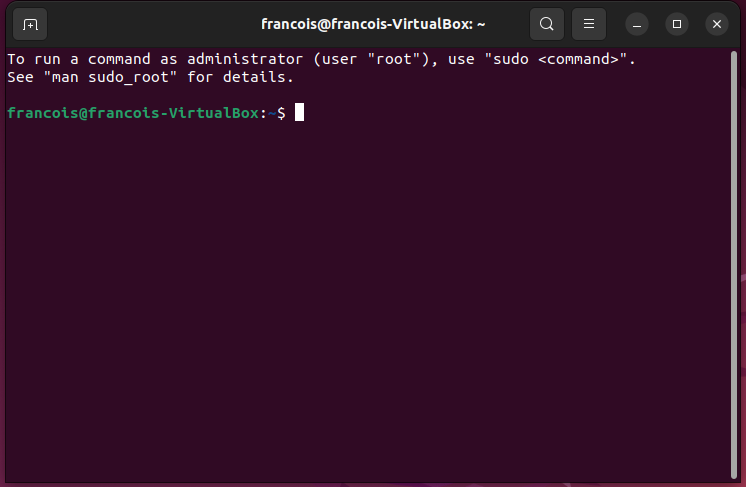 francois@francois-VirtualBox: ~
To run a command as administrator (user "root"), use "sudo <command>".
See "man sudo_root" for details.
francois@francois-VirtualBox:~$